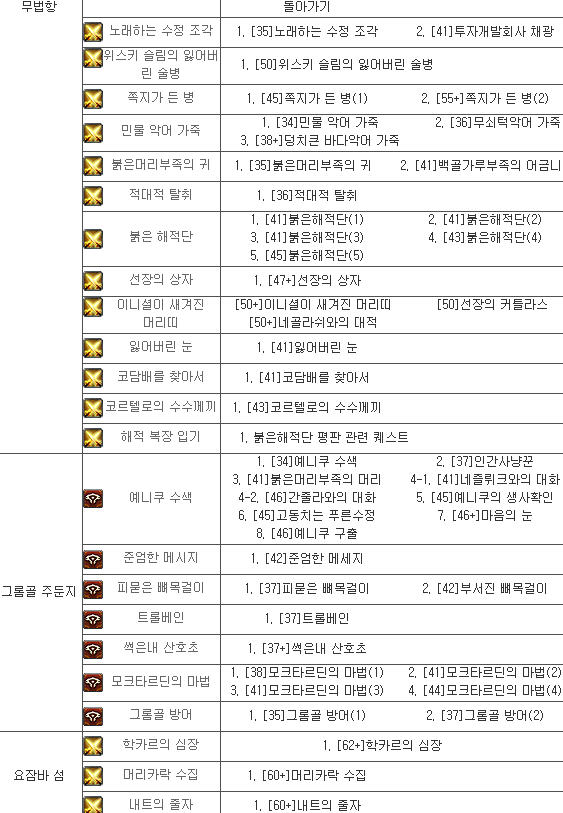 무법항 돌아가기
노래하는 수정 조각 1. [35]노래하는 수정 조각 2. [41]투자개발회사 채광
위스키 슬림의 잃어버
린 술병 1. [50]위스키 슬림의 잃어버린 술병
쪽지가 든 병 1. [45]쪽지가 든 병(1) 2. [55+]쪽지가 든 병(2)
민물 악어 가죽 1. [34]민물 악어 가죽 2. [36]무쇠턱악어 가죽
3. [38+]덩치큰 바다악어 가죽
붉은머리부족의 귀 1. [35]붉은머리부족의 귀 2. [41]백골가루부족의 어금니
적대적 탈취 1. [36]적대적 탈취
붉은 해적단 1. [41]붉은해적단(1) 2. [41]붉은해적단(2)
3. [41]붉은해적단(3) 4. [43]붉은해적단(4)
5. [45]붉은해적단(5)
선장의 상자 1. [47+]선장의 상자
이니셜이 새겨진
머리띠 [50+]이니셜이 새겨진 머리띠 [50]선장의 커틀라스
[50+]네골라쉬와의 대적
잃어버린 눈 1. [41]잃어버린 눈
코담배를 찾아서 1. [41]코담배를 찾아서
코르텔로의 수수께끼 1. [43]코르텔로의 수수께끼
해적 복장 입기 1. 붉은해적단 평판 관련 퀘스트
그롬골 주둔지
예니쿠 수색 1. [34]예니쿠 수색 2. [37]인간사냥꾼
3. [41]붉은머리부족의 머리 4-1. [41]네즐뤼크와의 대화
4-2. [46]간줄라와의 대화 5. [45]예니쿠의 생사확인
6. [45]고동치는 푸른수정 7. [46+]마음의 눈
8. [46]예니쿠 구출
준엄한 메시지 1. [42]준엄한 메세지
피묻은 뼈목걸이 1. [37]피묻은 뼈목걸이 2. [42]부서진 뼈목걸이
트롤베인 1. [37]트롤베인
썩은내 산호초 1. [37+]썩은내 산호초
모크타르딘의 마법 1. [38]모크타르딘의 마법(1) 2. [41]모크타르딘의 마법(2)
3. [41]모크타르딘의 마법(3) 4. [44]모크타르딘의 마법(4)
그롬골 방어 1. [35]그롬골 방어(1) 2. [37]그롬골 방어(2)
요잠바 섬
학카르의 심장 1. [62+]학카르의 심장
머리카락 수집 1. [60+]머리카락 수집
내트의 줄자 1. [60+]내트의 줄자